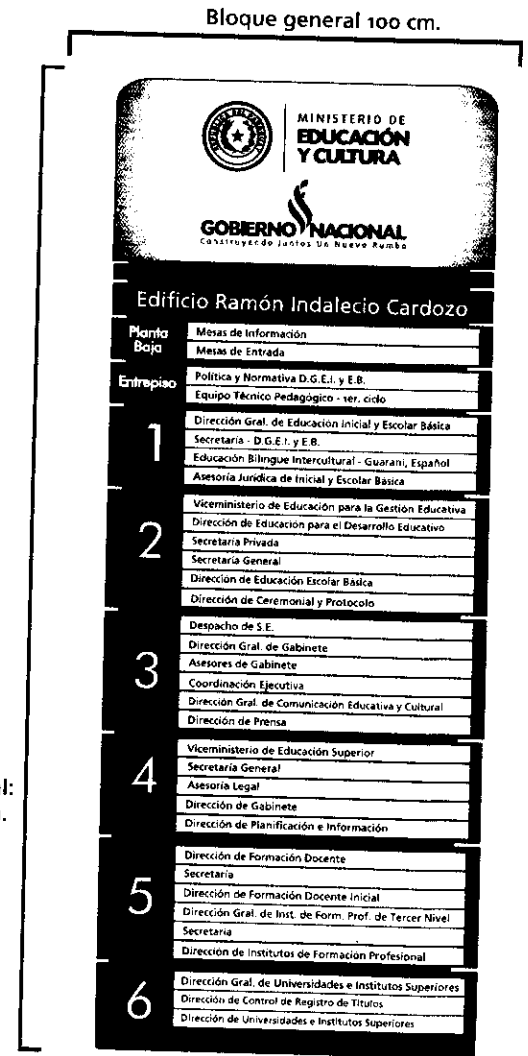 Bloque general 100 cm.
MINISTERIO DE
EDUCACIÓN
Y CULTURA
GOBIERNO NACIONAL
Construyendo Juntos Un Nuevo Rumbo
Edificio Ramón Indalecio Cardozo
Planta
Baja
Mesas de Información
Mesas de Entrada
Entrepiso
Política y Normativa D.G.E.I. y E.B.
Equipo Técnico Pedagógico - 1er. ciclo
1
Dirección Gral. de Educación Inicial y Escolar Básica
Secretaría - D.G.E.I. y E.B.
Educación Bilingue Intercultural - Guaraní, Español
Asesoría Jurídica de Inicial y Escolar Básica
2
Viceministerio de Educación para la Gestión Educativa
Dirección de Educación para el Desarrollo Educativo
Secretaría Privada
Secretaría General
Dirección de Educación Escolar Básica
Dirección de Ceremonial y Protocolo
3
Despacho de S.E.
Dirección Gral. de Gabinete
Asesores de Gabinete
Coordinación Ejecutiva
Dirección Gral. de Comunicación Educativa y Cultural
Dirección de Prensa
4
Viceministerio de Educación Superior
Secretaría General
Asesoría Legal
Dirección de Gabinete
Dirección de Planificación e Información
5
Dirección de Formación Docente
Secretaría
Dirección de Formación Docente Inicial
Dirección Gral. de Inst. de Form. Prof. de Tercer Nivel
Secretaría
Dirección de Institutos de Formación Profesional
6
Dirección Gral. de Universidades e Institutos Superiores
Dirección de Control de Registro de Títulos
Dirección de Universidades e Institutos Superiores